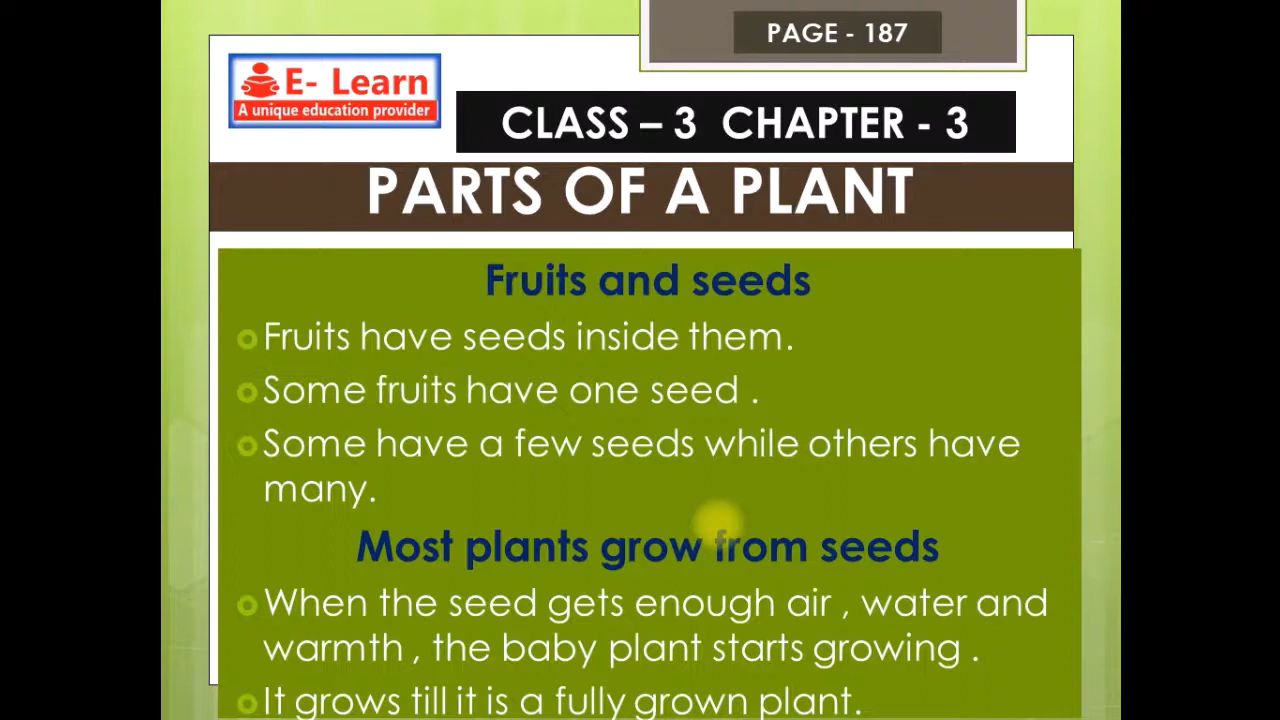 PAGE - 187
E- Learn
A unique education provider
CLASS – 3 CHAPTER - 3
PARTS OF A PLANT
Fruits and seeds
Fruits have seeds inside them.
Some fruits have one seed .
Some have a few seeds while others have
many.
Most plants grow from seeds
When the seed gets enough air , water and
warmth , the baby plant starts growing .
It grows till it is a fully grown plant.